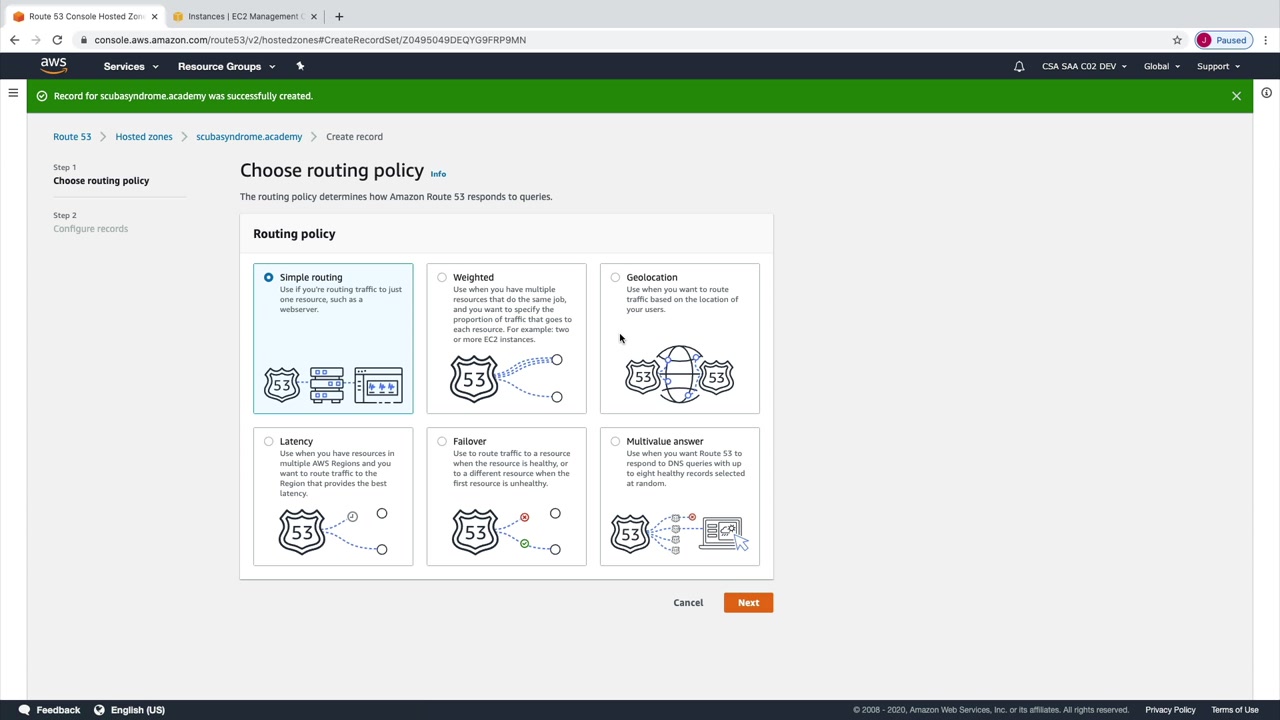 Route 53 Console Hosted Zon
Instances | EC2 Management C
console.aws.amazon.com/route53/v2/hostedzones#CreateRecordSet/Z0495049DEQYG9FRP9MN
J Paused
aws
Services
Resource Groups
CSA SAA C02 DEV
Global
Support
Record for scubasyndrome.academy was successfully created.
Route 53
Hosted zones
scubasyndrome.academy
Create record
Step 1
Choose routing policy
Step 2
Configure records
Choose routing policy Info
The routing policy determines how Amazon Route 53 responds to queries.
Routing policy
Simple routing
Use if you're routing traffic to just
one resource, such as a
webserver.
53
Weighted
Use when you have multiple
resources that do the same job,
and you want to specify the
proportion of traffic that goes to
each resource. For example: two
or more EC2 instances.
53
Geolocation
Use when you want to route
traffic based on the location of
your users.
53 53
Latency
Use when you have resources in
multiple AWS Regions and you
want to route traffic to the
Region that provides the best
latency.
53
Failover
Use to route traffic to a resource
when the resource is healthy, or
to a different resource when the
first resource is unhealthy.
53
Multivalue answer
Use when you want Route 53 to
respond to DNS queries with up
to eight healthy records selected
at random.
53
Cancel
Next
Feedback
English (US)
© 2008 - 2020, Amazon Web Services, Inc. or its affiliates. All rights reserved.
Privacy Policy
Terms of Use